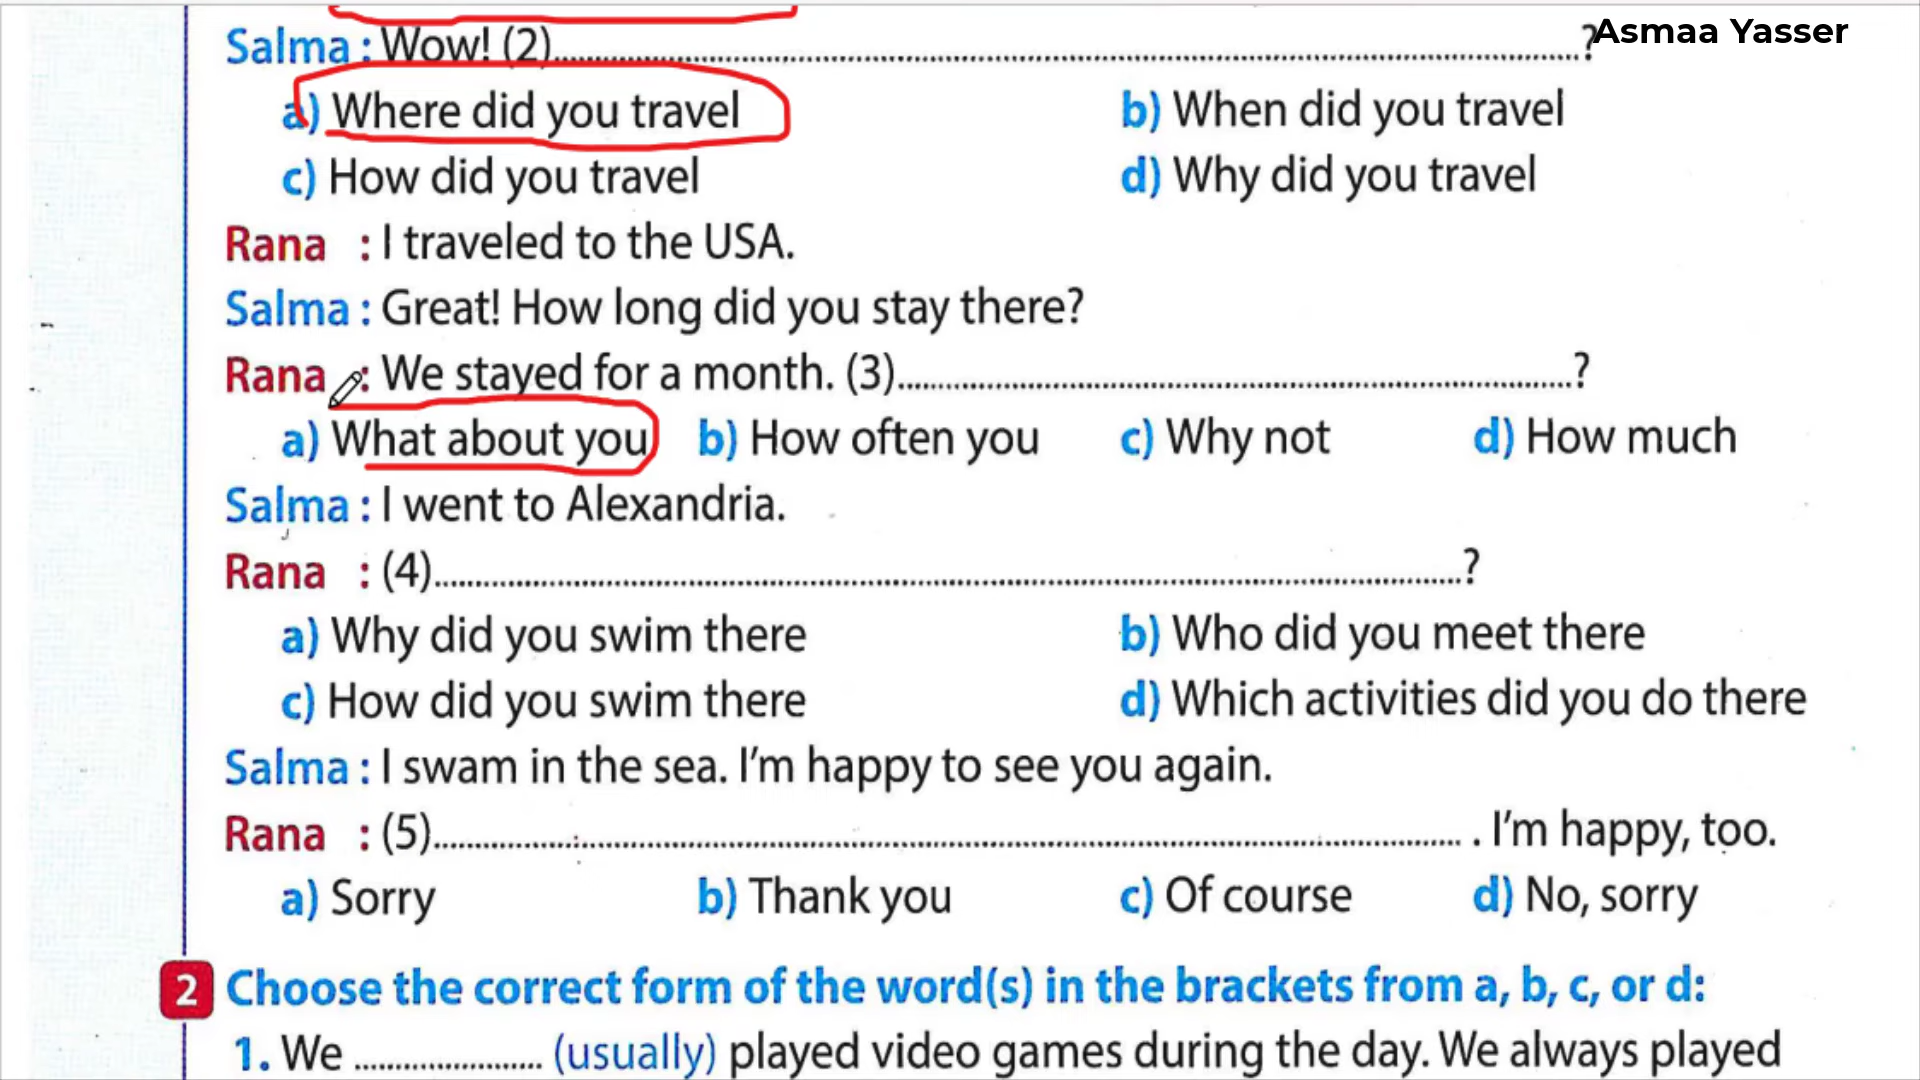 Asmaa Yasser
Salma : Wow! (2)..........?
a) Where did you travel b) When did you travel
c) How did you travel d) Why did you travel
Rana : I traveled to the USA.
Salma : Great! How long did you stay there?
Rana : We stayed for a month. (3)..........?
a) What about you b) How often you c) Why not d) How much
Salma : I went to Alexandria.
Rana : (4)..........?
a) Why did you swim there b) Who did you meet there
c) How did you swim there d) Which activities did you do there
Salma : I swam in the sea. I'm happy to see you again.
Rana : (5).......... . I'm happy, too.
a) Sorry b) Thank you c) Of course d) No, sorry
2 Choose the correct form of the word(s) in the brackets from a, b, c, or d:
1. We .......... (usually) played video games during the day. We always played